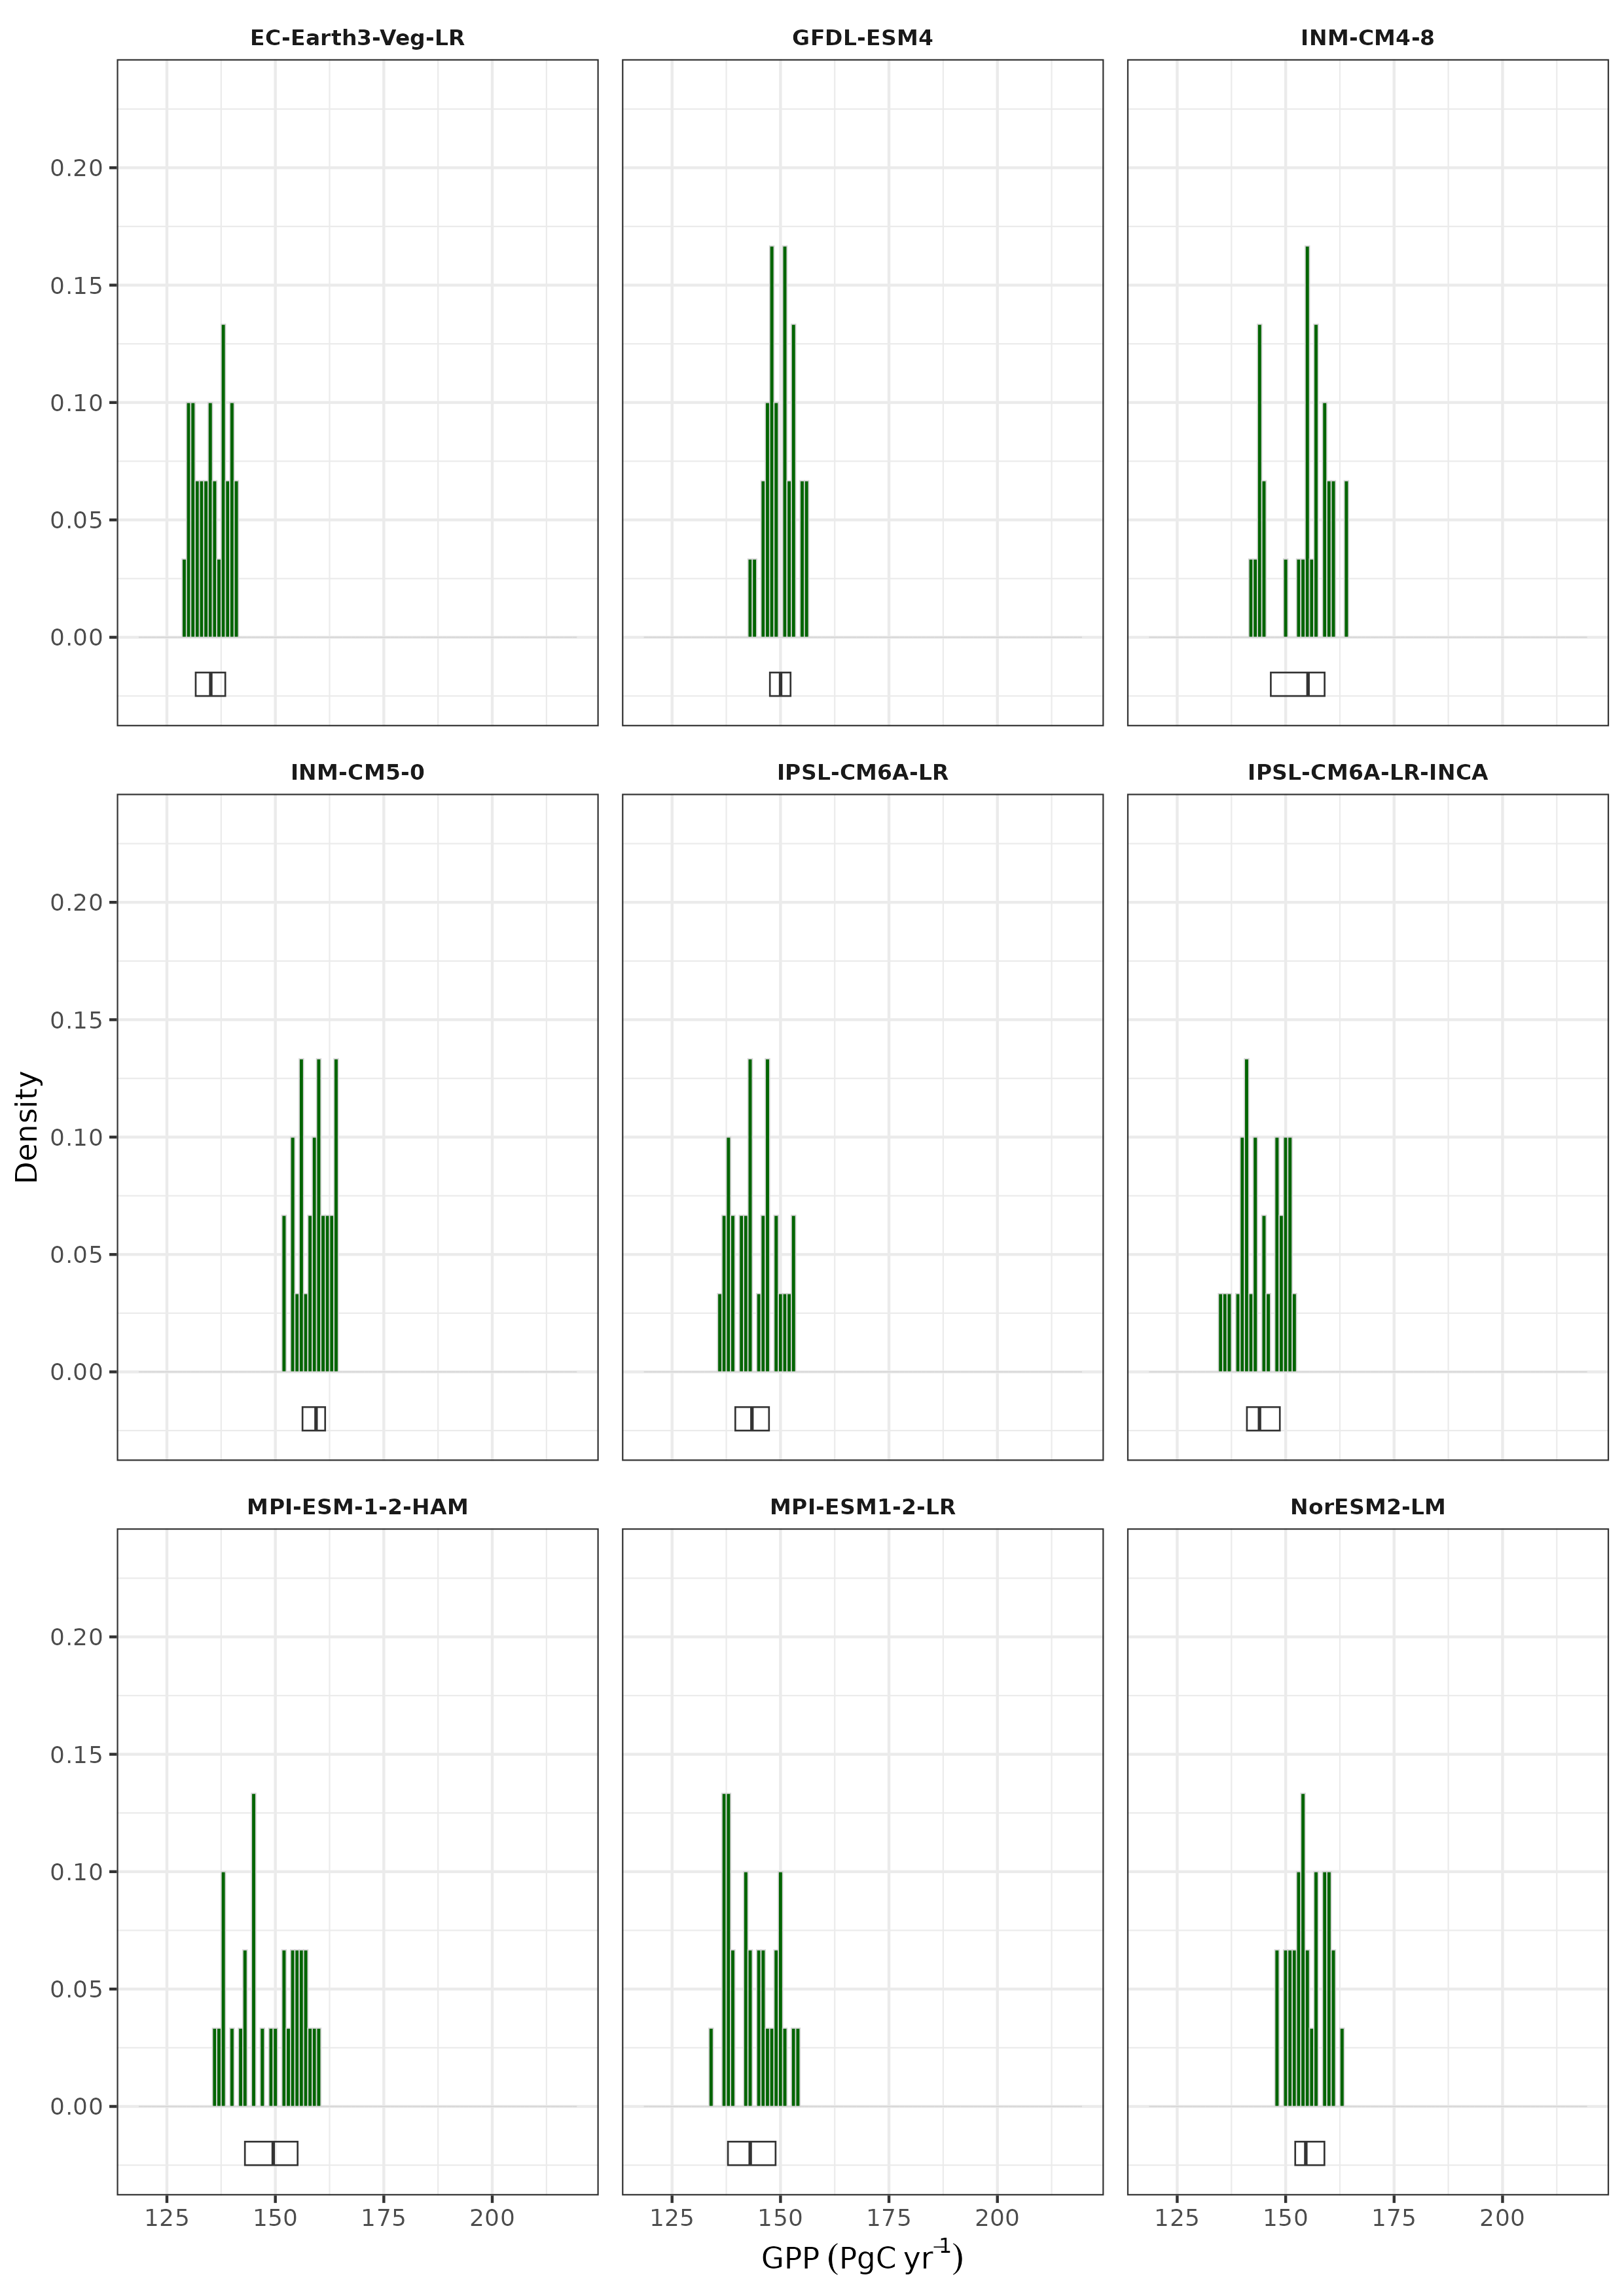 EC-Earth3-Veg-LR GFDL-ESM4 INM-CM4-8
0.20
0.15
0.10
0.05
0.00
INM-CM5-0 IPSL-CM6A-LR IPSL-CM6A-LR-INCA
0.20
0.15
0.10
0.05
0.00
Density
MPI-ESM-1-2-HAM MPI-ESM1-2-LR NorESM2-LM
0.20
0.15
0.10
0.05
0.00
125 150 175 200 125 150 175 200 125 150 175 200
GPP (PgC yr⁻¹)